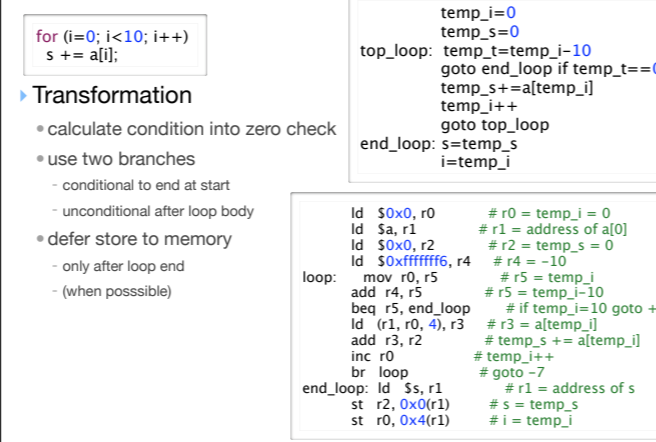 for (i=0; i<10; i++)
s += a[i];
Transformation
calculate condition into zero check
use two branches
- conditional to end at start
- unconditional after loop body
defer store to memory
- only after loop end
- (when posssible)
temp_i=0
temp_s=0
top_loop: temp_t=temp_i-10
goto end_loop if temp_t==0
temp_s+=a[temp_i]
temp_i++
goto top_loop
end_loop: s=temp_s
i=temp_i
ld $0x0, r0 # r0 = temp_i = 0
ld $a, r1 # r1 = address of a[0]
ld $0x0, r2 # r2 = temp_s = 0
ld $0xfffffff6, r4 # r4 = -10
loop: mov r0, r5 # r5 = temp_i
add r4, r5 # r5 = temp_i-10
beq r5, end_loop # if temp_i=10 goto +
ld (r1, r0, 4), r3 # r3 = a[temp_i]
add r3, r2 # temp_s += a[temp_i]
inc r0 # temp_i++
br loop # goto -7
end_loop: ld $s, r1 # r1 = address of s
st r2, 0x0(r1) # s = temp_s
st r0, 0x4(r1) # i = temp_i